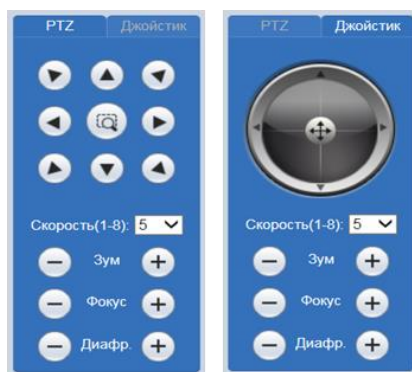 PTZ Джойстик
Скорость(1-8): 5
Зум
Фокус
Диафр.
PTZ Джойстик
Скорость(1-8): 5
Зум
Фокус
Диафр.